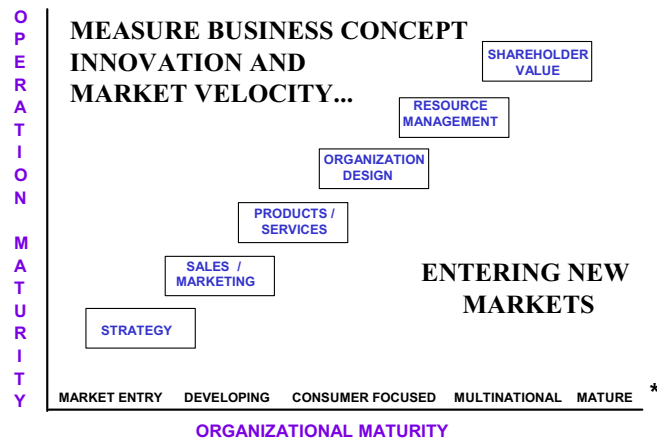 OPERATION MATURITY
MEASURE BUSINESS CONCEPT
INNOVATION AND
MARKET VELOCITY...
SHAREHOLDER
VALUE
RESOURCE
MANAGEMENT
ORGANIZATION
DESIGN
PRODUCTS /
SERVICES
SALES /
MARKETING
STRATEGY
ENTERING NEW
MARKETS
MARKET ENTRY DEVELOPING CONSUMER FOCUSED MULTINATIONAL MATURE *
ORGANIZATIONAL MATURITY